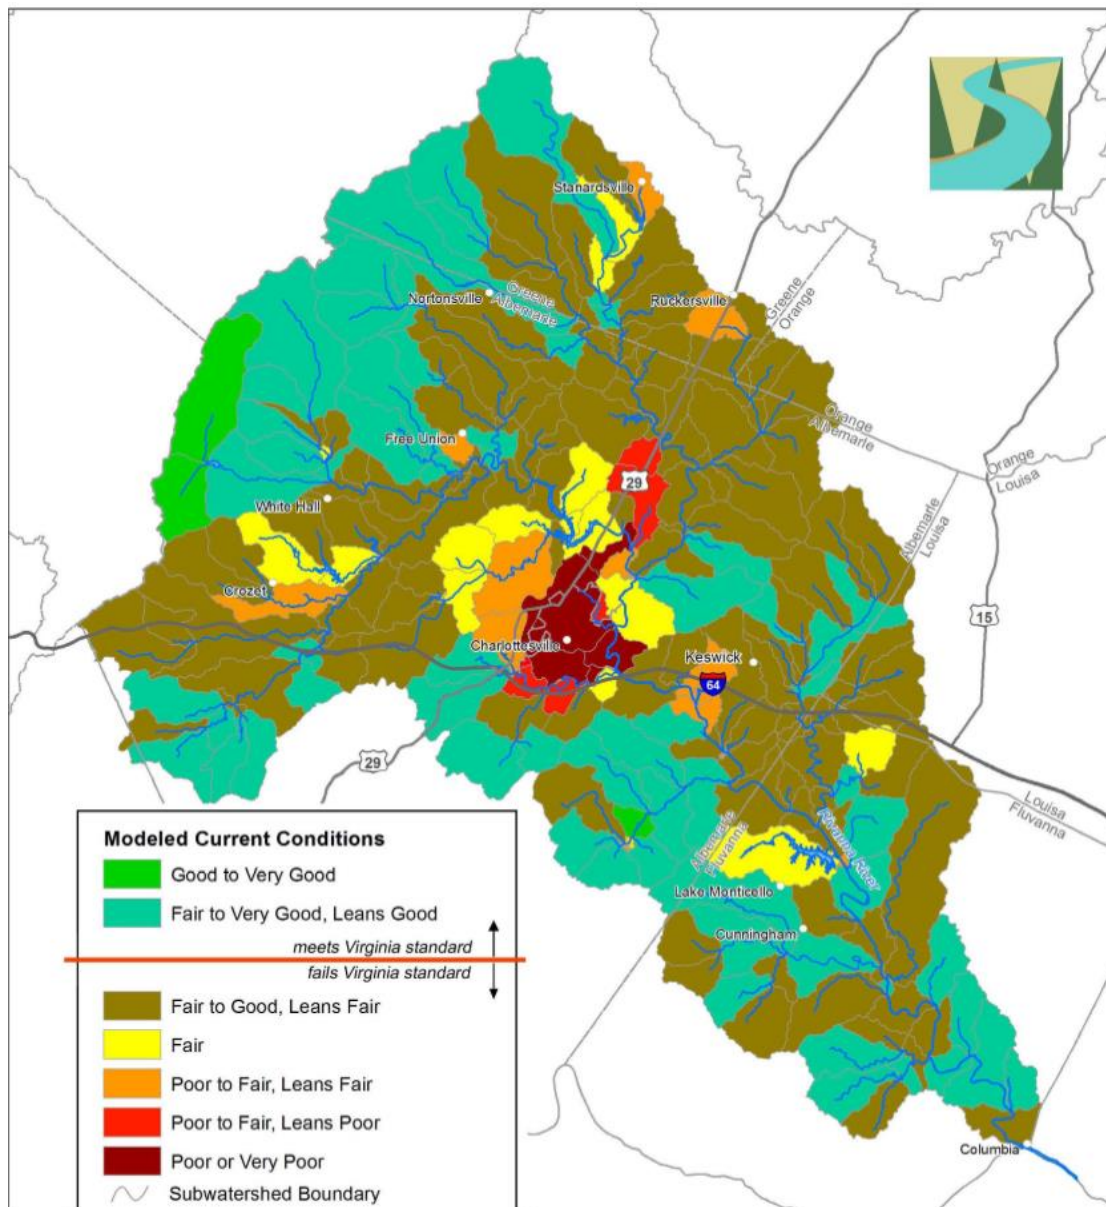 Stanardsville
Nortonsville
Greene
Albemarle
Ruckersville
Greene
Orange
Orange
Albemarle
Orange
Louisa
Free Union
29
White Hall
Albemarle
Louisa
Crozet
15
Charlottesville
Keswick
64
29
Louisa
Fluvanna
Albemarle
Fluvanna
Rivanna River
Lake Monticello
Cunningham
Columbia
Modeled Current Conditions
Good to Very Good
Fair to Very Good, Leans Good
meets Virginia standard
fails Virginia standard
Fair to Good, Leans Fair
Fair
Poor to Fair, Leans Fair
Poor to Fair, Leans Poor
Poor or Very Poor
Subwatershed Boundary